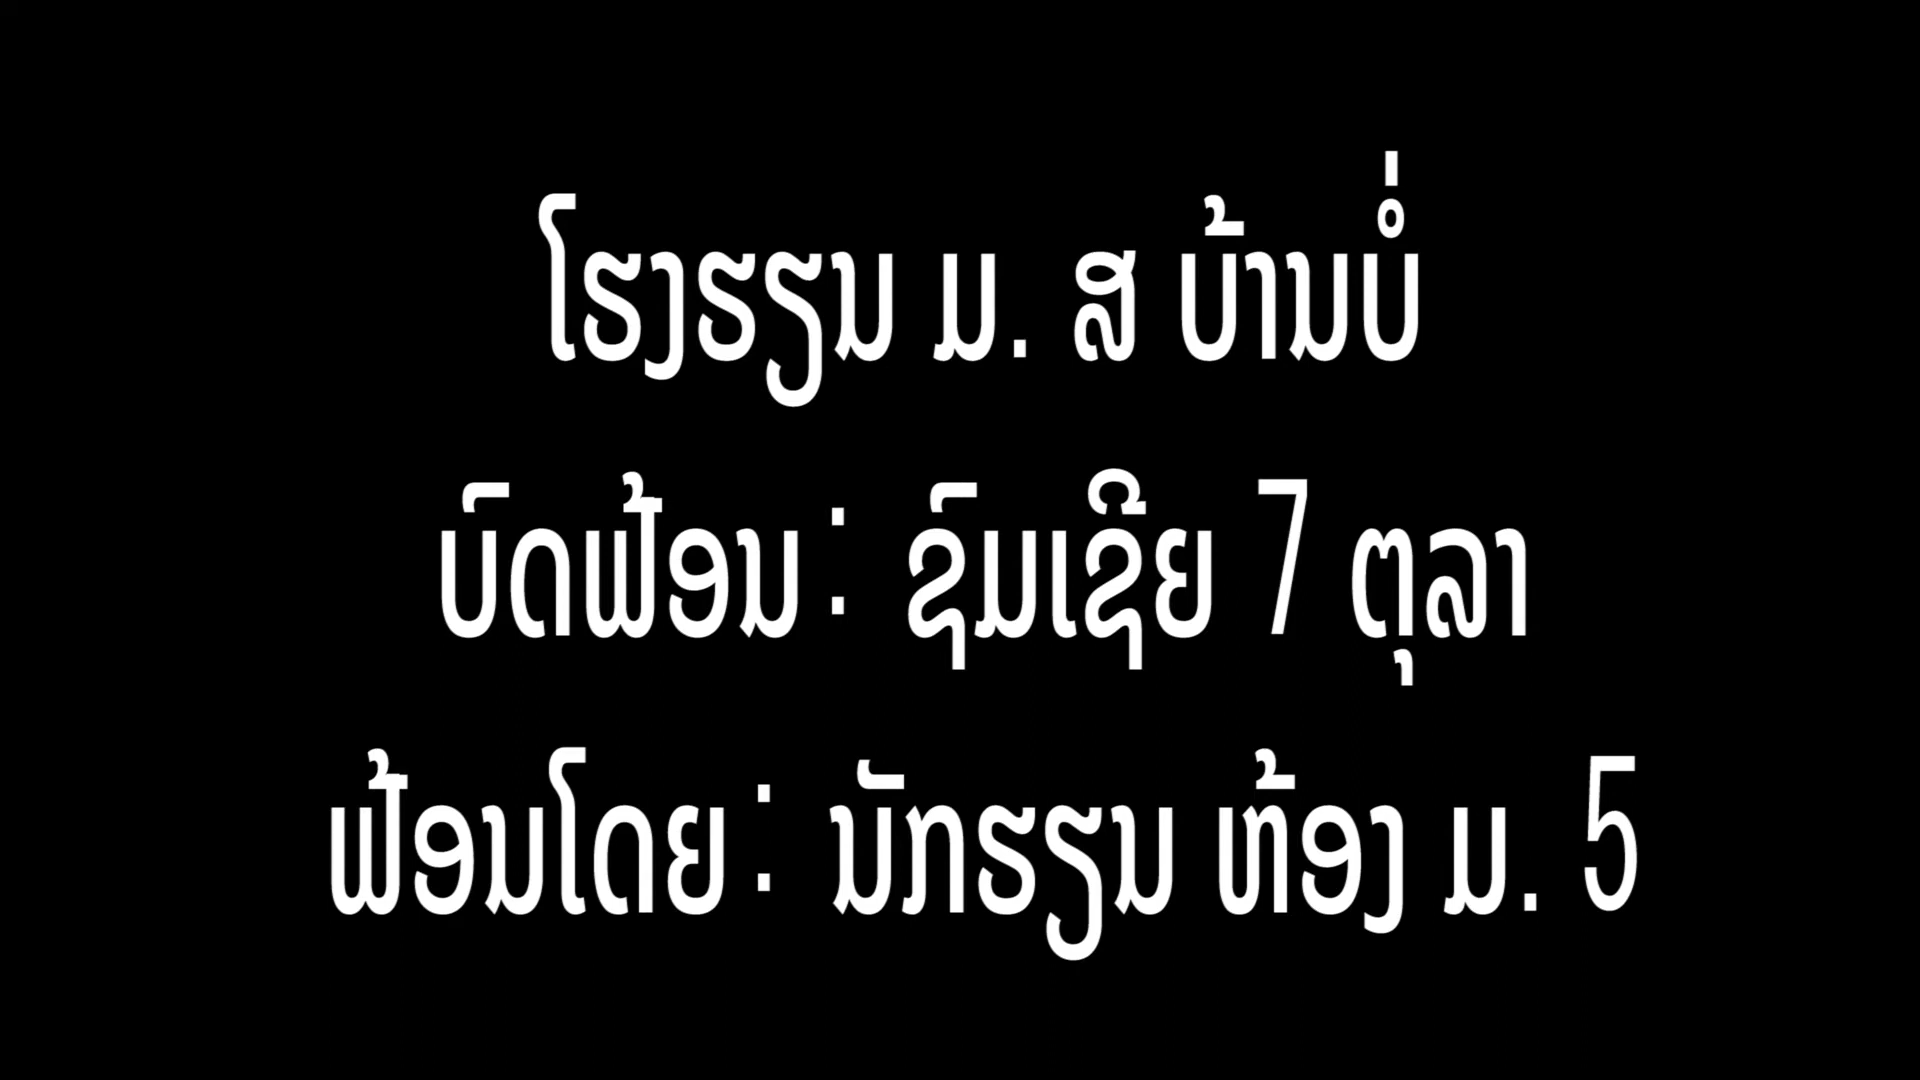 ໂຮງຮຽນ ມ. ສ ບ້ານບໍ່
ບົດຟ້ອນ: ຊົມເຊີຍ 7 ຕຸລາ
ຟ້ອນໂດຍ: ນັກຮຽນ ຫ້ອງ ມ. 5